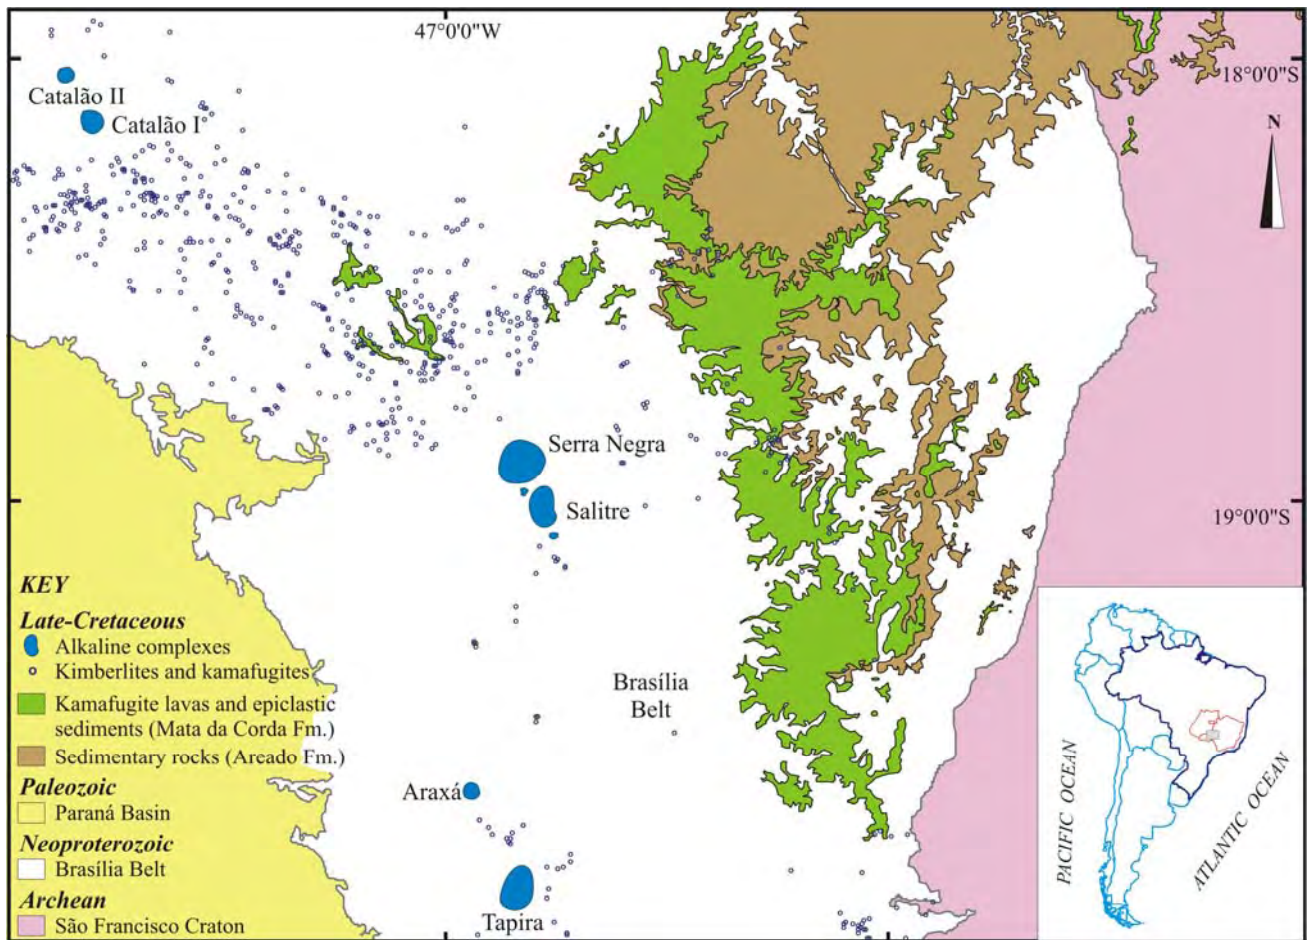 47°0'0"W
18°0'0"S
Catalão II
Catalão I
N
Serra Negra
Salitre
19°0'0"S
KEY
Late-Cretaceous
Alkaline complexes
Kimberlites and kamafugites
Kamafugite lavas and epiclastic
sediments (Mata da Corda Fm.)
Sedimentary rocks (Areado Fm.)
Paleozoic
Paraná Basin
Neoproterozoic
Brasília Belt
Archean
São Francisco Craton
Brasília
Belt
Araxá
Tapira
PACIFIC OCEAN
ATLANTIC OCEAN